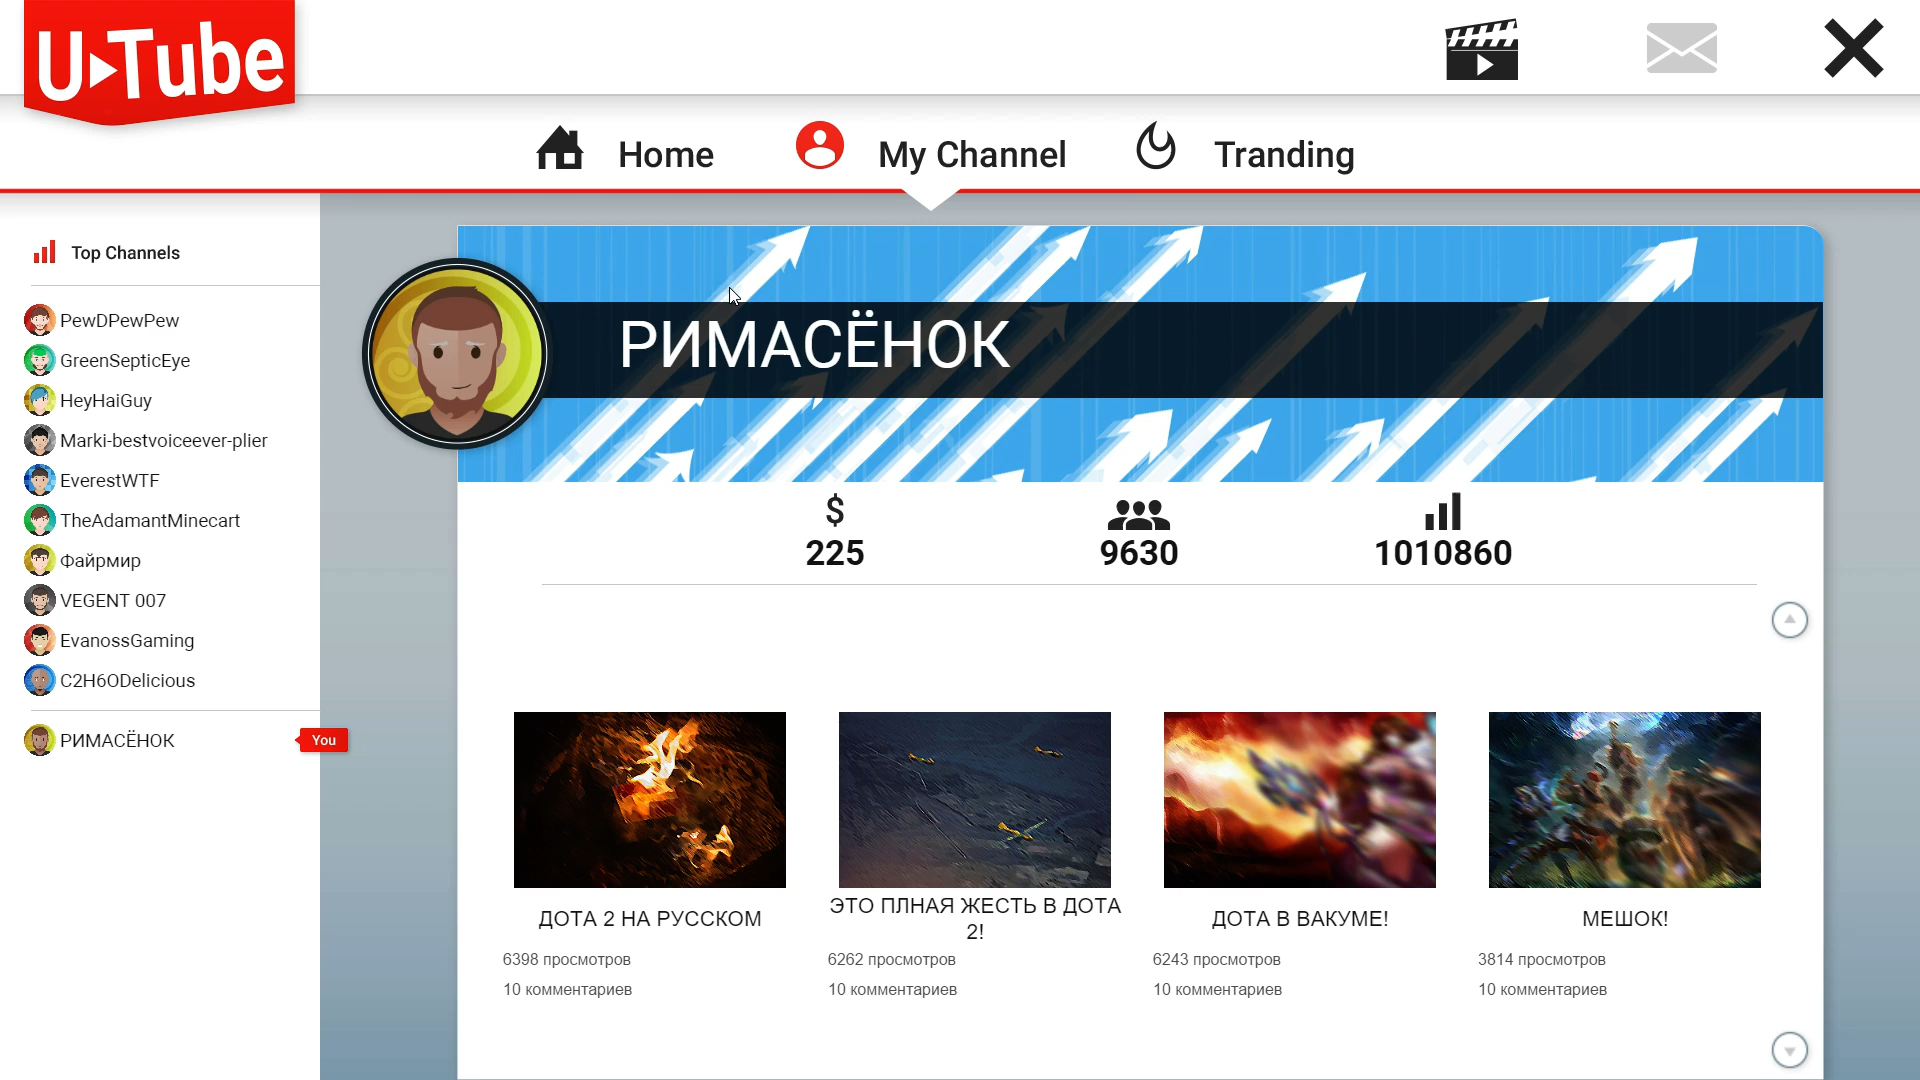 U Tube
Home
My Channel
Tranding
Top Channels
PewDPewPew
GreenSepticEye
HeyHaiGuy
Marki-bestvoiceever-plier
EverestWTF
TheAdamantMinecart
Файрмир
VEGENT 007
EvanossGaming
C2H6ODelicious
РИМАСЁНОК
You
РИМАСЁНОК
$
225
9630
1010860
ДОТА 2 НА РУССКОМ
6398 просмотров
10 комментариев
ЭТО ПЛНАЯ ЖЕСТЬ В ДОТА
2!
6262 просмотров
10 комментариев
ДОТА В ВАКУМЕ!
6243 просмотров
10 комментариев
МЕШОК!
3814 просмотров
10 комментариев